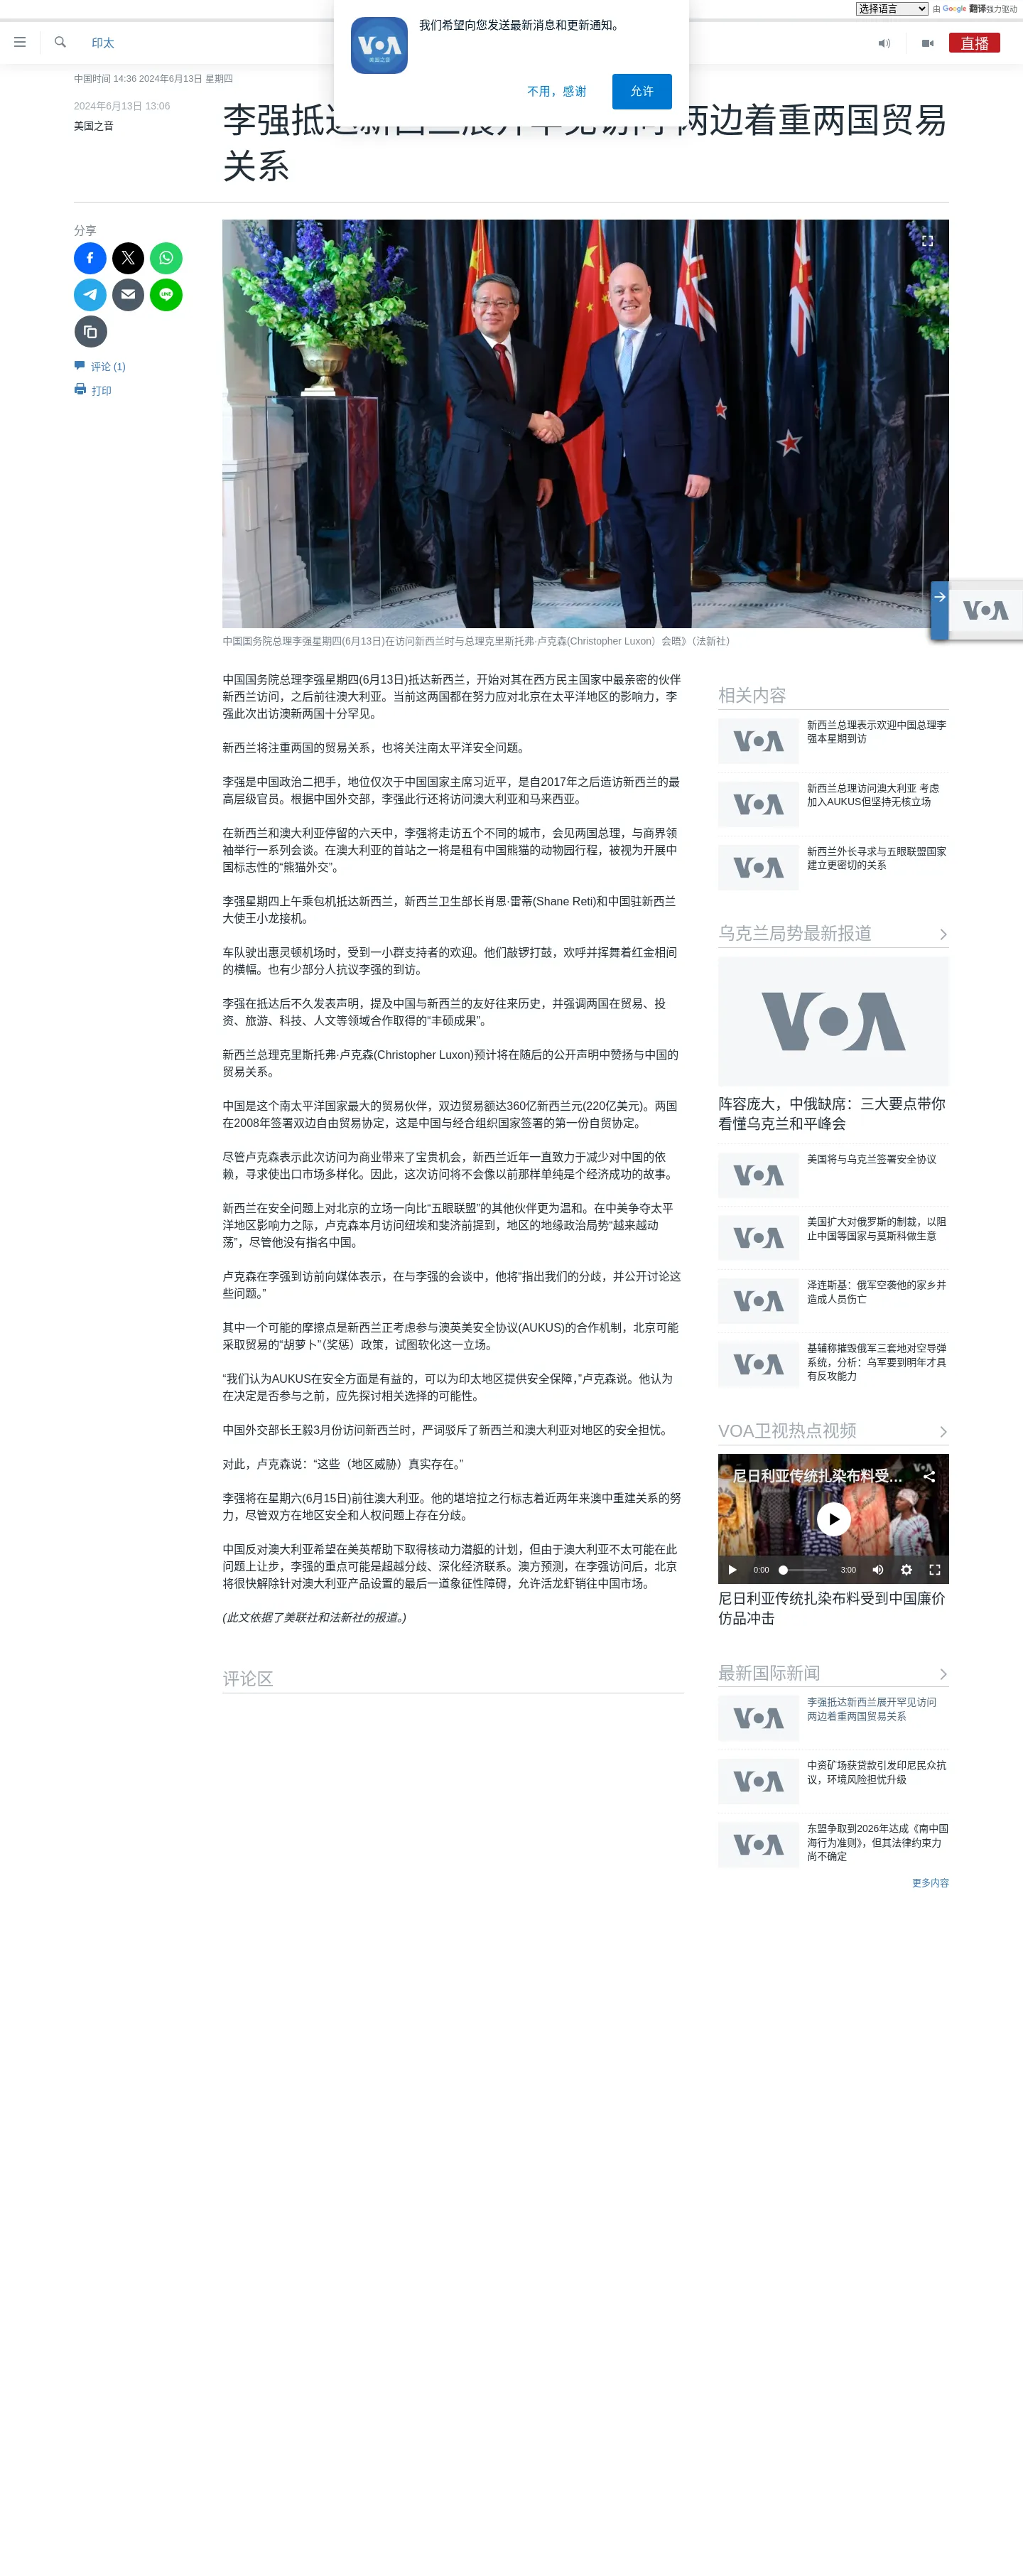 选择语言
由 Google 翻译强力驱动
我们希望向您发送最新消息和更新通知。
VOA
美国之音
不用，感谢
允许
印太
直播
中国时间 14:36 2024年6月13日 星期四
2024年6月13日 13:06
美国之音
李强抵达新西兰展开罕见访问 两边着重两国贸易
关系
分享
评论 (1)
打印
VOA
中国国务院总理李强星期四(6月13日)在访问新西兰时与总理克里斯托弗·卢克森(Christopher Luxon）会晤》（法新社）
中国国务院总理李强星期四(6月13日)抵达新西兰，开始对其在西方民主国家中最亲密的伙伴
新西兰访问，之后前往澳大利亚。当前这两国都在努力应对北京在太平洋地区的影响力，李
强此次出访澳新两国十分罕见。
新西兰将注重两国的贸易关系，也将关注南太平洋安全问题。
李强是中国政治二把手，地位仅次于中国国家主席习近平，是自2017年之后造访新西兰的最
高层级官员。根据中国外交部，李强此行还将访问澳大利亚和马来西亚。
在新西兰和澳大利亚停留的六天中，李强将走访五个不同的城市，会见两国总理，与商界领
袖举行一系列会谈。在澳大利亚的首站之一将是租有中国熊猫的动物园行程，被视为开展中
国标志性的“熊猫外交”。
李强星期四上午乘包机抵达新西兰，新西兰卫生部长肖恩·雷蒂(Shane Reti)和中国驻新西兰
大使王小龙接机。
车队驶出惠灵顿机场时，受到一小群支持者的欢迎。他们敲锣打鼓，欢呼并挥舞着红金相间
的横幅。也有少部分人抗议李强的到访。
李强在抵达后不久发表声明，提及中国与新西兰的友好往来历史，并强调两国在贸易、投
资、旅游、科技、人文等领域合作取得的“丰硕成果”。
新西兰总理克里斯托弗·卢克森(Christopher Luxon)预计将在随后的公开声明中赞扬与中国的
贸易关系。
中国是这个南太平洋国家最大的贸易伙伴，双边贸易额达360亿新西兰元(220亿美元)。两国
在2008年签署双边自由贸易协定，这是中国与经合组织国家签署的第一份自贸协定。
尽管卢克森表示此次访问为商业带来了宝贵机会，新西兰近年一直致力于减少对中国的依
赖，寻求使出口市场多样化。因此，这次访问将不会像以前那样单纯是个经济成功的故事。
新西兰在安全问题上对北京的立场一向比“五眼联盟”的其他伙伴更为温和。在中美争夺太平
洋地区影响力之际，卢克森本月访问纽埃和斐济前提到，地区的地缘政治局势“越来越动
荡”，尽管他没有指名中国。
卢克森在李强到访前向媒体表示，在与李强的会谈中，他将“指出我们的分歧，并公开讨论这
些问题。”
其中一个可能的摩擦点是新西兰正考虑参与澳英美安全协议(AUKUS)的合作机制，北京可能
采取贸易的“胡萝卜”（奖惩）政策，试图软化这一立场。
“我们认为AUKUS在安全方面是有益的，可以为印太地区提供安全保障，”卢克森说。他认为
在决定是否参与之前，应先探讨相关选择的可能性。
中国外交部长王毅3月份访问新西兰时，严词驳斥了新西兰和澳大利亚对地区的安全担忧。
对此，卢克森说：“这些（地区威胁）真实存在。”
李强将在星期六(6月15日)前往澳大利亚。他的堪培拉之行标志着近两年来澳中重建关系的努
力，尽管双方在地区安全和人权问题上存在分歧。
中国反对澳大利亚希望在美英帮助下取得核动力潜艇的计划，但由于澳大利亚不太可能在此
问题上让步，李强的重点可能是超越分歧、深化经济联系。澳方预测，在李强访问后，北京
将很快解除针对澳大利亚产品设置的最后一道象征性障碍，允许活龙虾销往中国市场。
(此文依据了美联社和法新社的报道。)
评论区
相关内容
VOA
新西兰总理表示欢迎中国总理李
强本星期到访
VOA
新西兰总理访问澳大利亚 考虑
加入AUKUS但坚持无核立场
VOA
新西兰外长寻求与五眼联盟国家
建立更密切的关系
乌克兰局势最新报道
VOA
阵容庞大，中俄缺席：三大要点带你
看懂乌克兰和平峰会
VOA
美国将与乌克兰签署安全协议
VOA
美国扩大对俄罗斯的制裁，以阻
止中国等国家与莫斯科做生意
VOA
泽连斯基：俄军空袭他的家乡并
造成人员伤亡
VOA
基辅称摧毁俄军三套地对空导弹
系统，分析：乌军要到明年才具
有反攻能力
VOA卫视热点视频
尼日利亚传统扎染布料受...
0:00
3:00
尼日利亚传统扎染布料受到中国廉价
仿品冲击
最新国际新闻
VOA
李强抵达新西兰展开罕见访问
两边着重两国贸易关系
VOA
中资矿场获贷款引发印尼民众抗
议，环境风险担忧升级
VOA
东盟争取到2026年达成《南中国
海行为准则》，但其法律约束力
尚不确定
更多内容